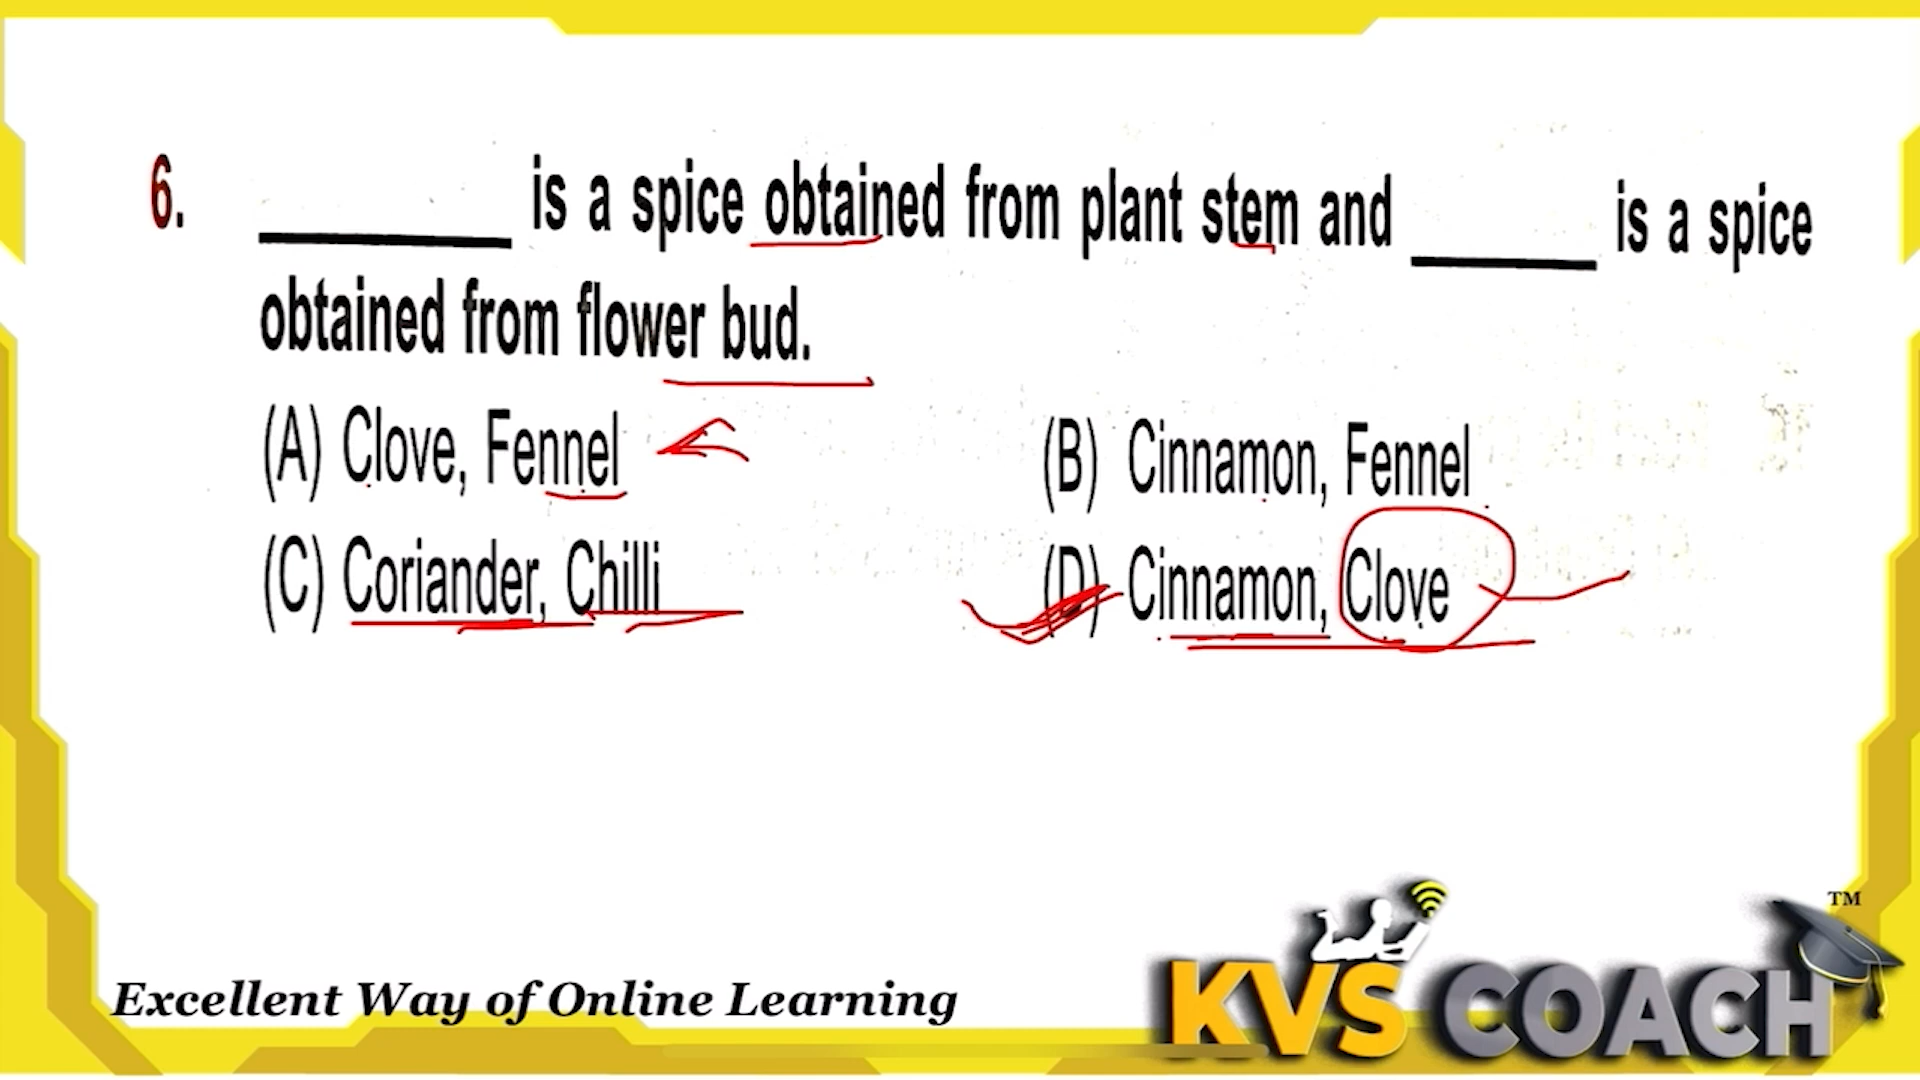 6. ________ is a spice obtained from plant stem and ________ is a spice
obtained from flower bud.
(A) Clove, Fennel (B) Cinnamon, Fennel
(C) Coriander, Chilli (D) Cinnamon, Clove
Excellent Way of Online Learning
KVS COACH TM